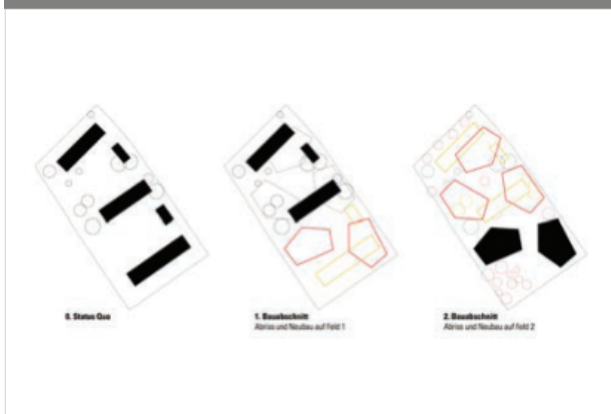 0. Status Quo
1. Bauabschnitt
Abriss und Neubau auf Feld 1
2. Bauabschnitt
Abriss und Neubau auf Feld 2